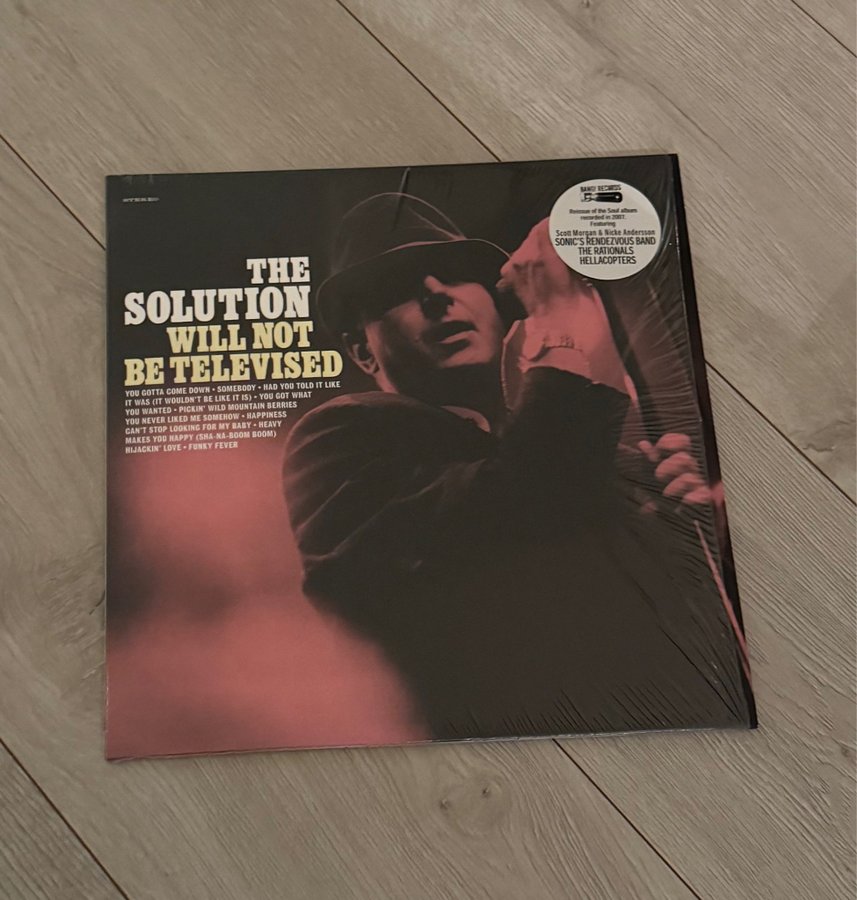 STEREO
THE
SOLUTION
WILL NOT
BE TELEVISED
YOU GOTTA COME DOWN • SOMEBODY • HAD YOU TOLD IT LIKE
IT WAS (IT WOULDN'T BE LIKE IT IS) • YOU GOT WHAT
YOU WANTED • PICKIN' WILD MOUNTAIN BERRIES
YOU NEVER LIKED ME SOMEHOW • HAPPINESS
CAN'T STOP LOOKING FOR MY BABY • HEAVY
MAKES YOU HAPPY (SHA-NA-BOOM BOOM)
HIJACKIN' LOVE • FUNKY FEVER
BANG! RECORDS
Reissue of the Soul album
recorded in 2007.
Featuring
Scott Morgan & Nicke Andersson
SONIC'S RENDEZVOUS BAND
THE RATIONALS
HELLACOPTERS